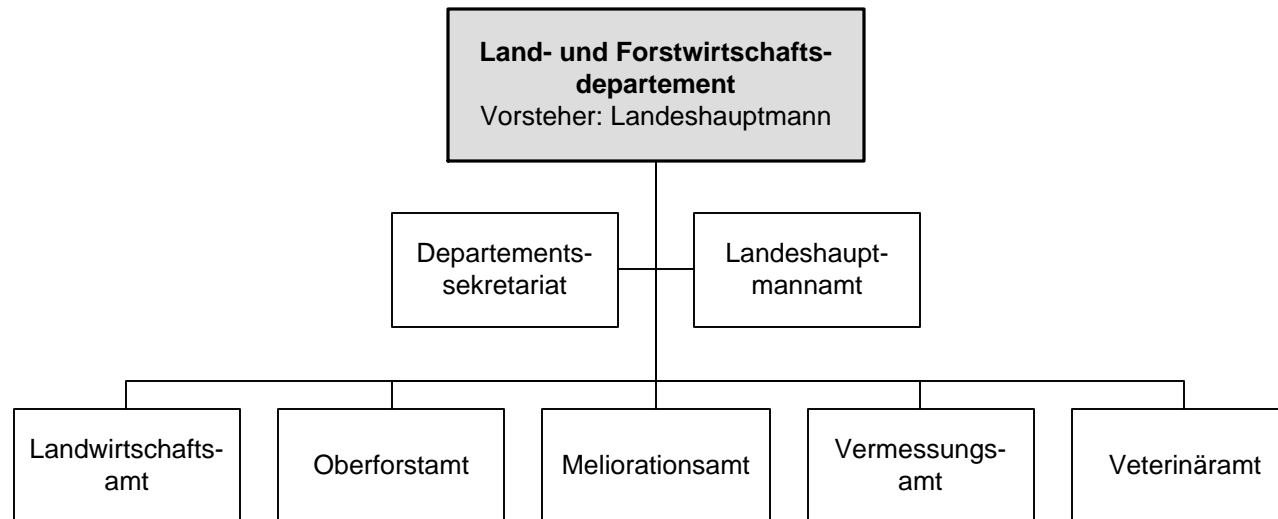 Land- und Forstwirtschafts-
departement
Vorsteher: Landeshauptmann
Departements-
sekretariat
Landeshaupt-
mannamt
Landwirtschafts-
amt
Oberforstamt
Meliorationsamt
Vermessungs-
amt
Veterinäramt